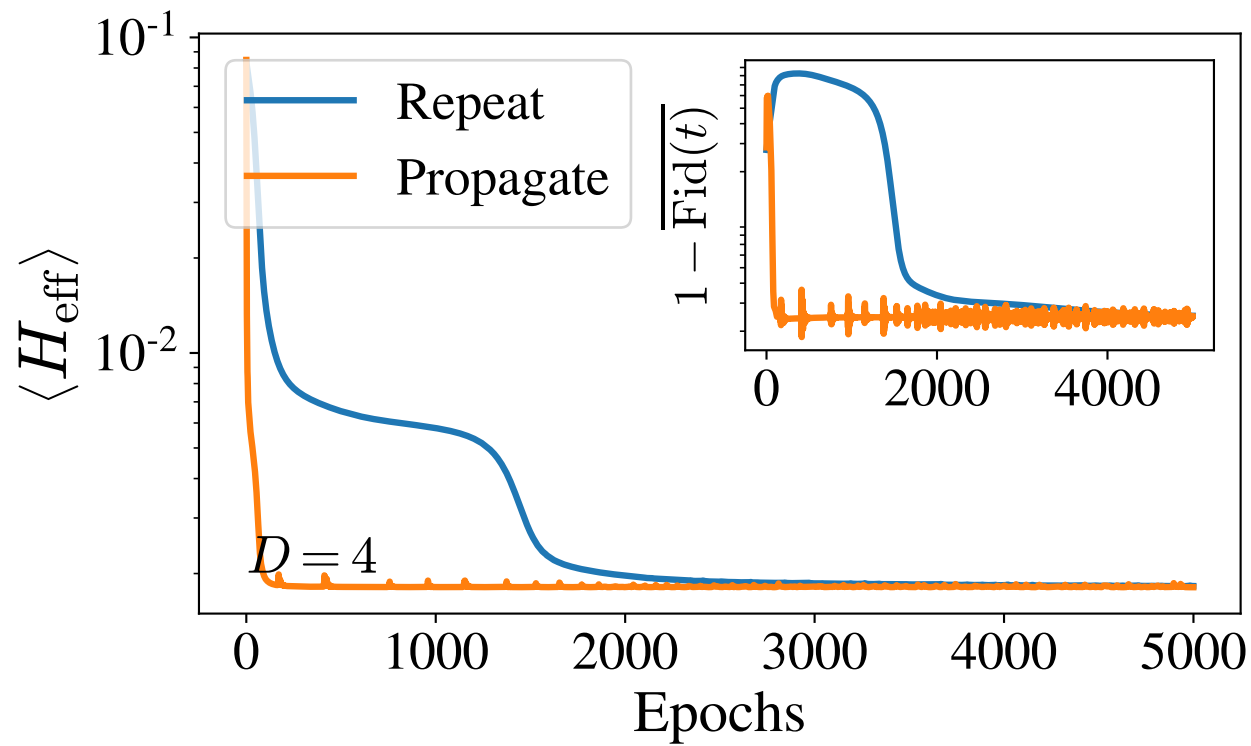 10⁻¹
10⁻²
⟨H_eff⟩
Repeat
Propagate
1 − \overline{Fid(t)}
0 2000 4000
D = 4
0 1000 2000 3000 4000 5000
Epochs